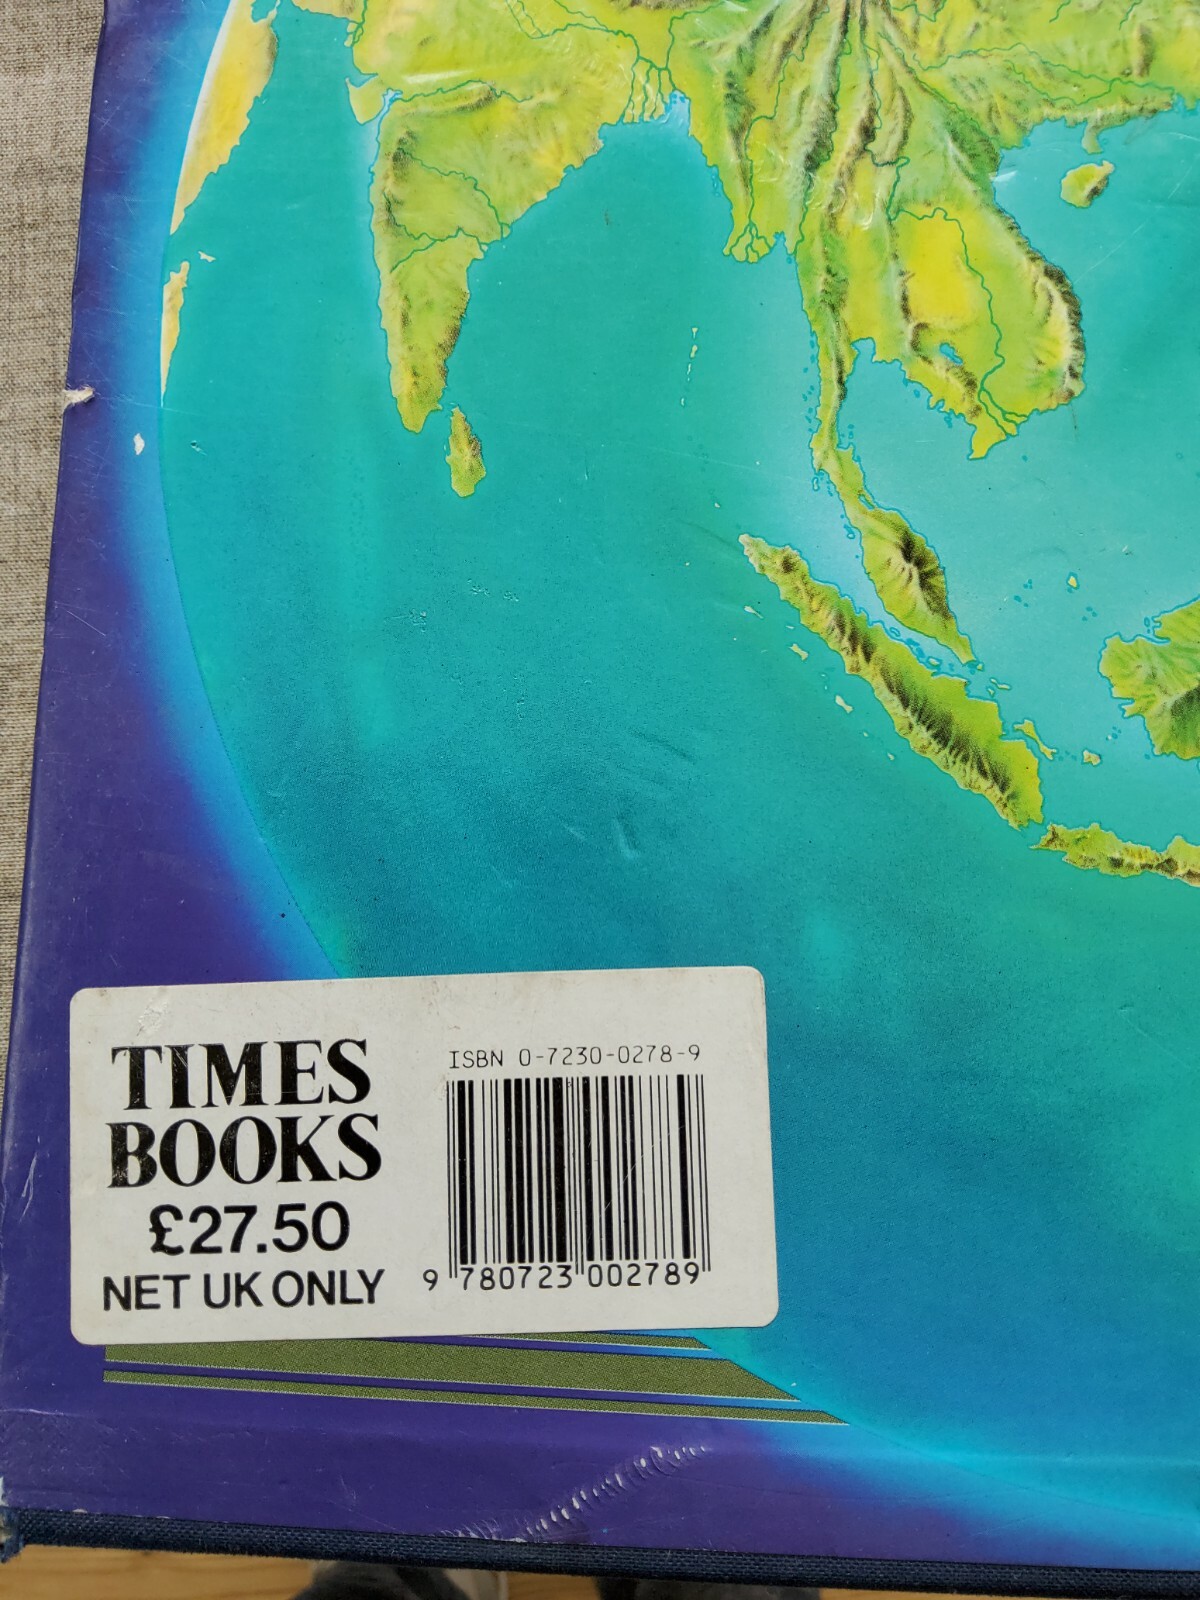 TIMES
BOOKS
£27.50
NET UK ONLY
ISBN 0-7230-0278-9
9 780723 002789